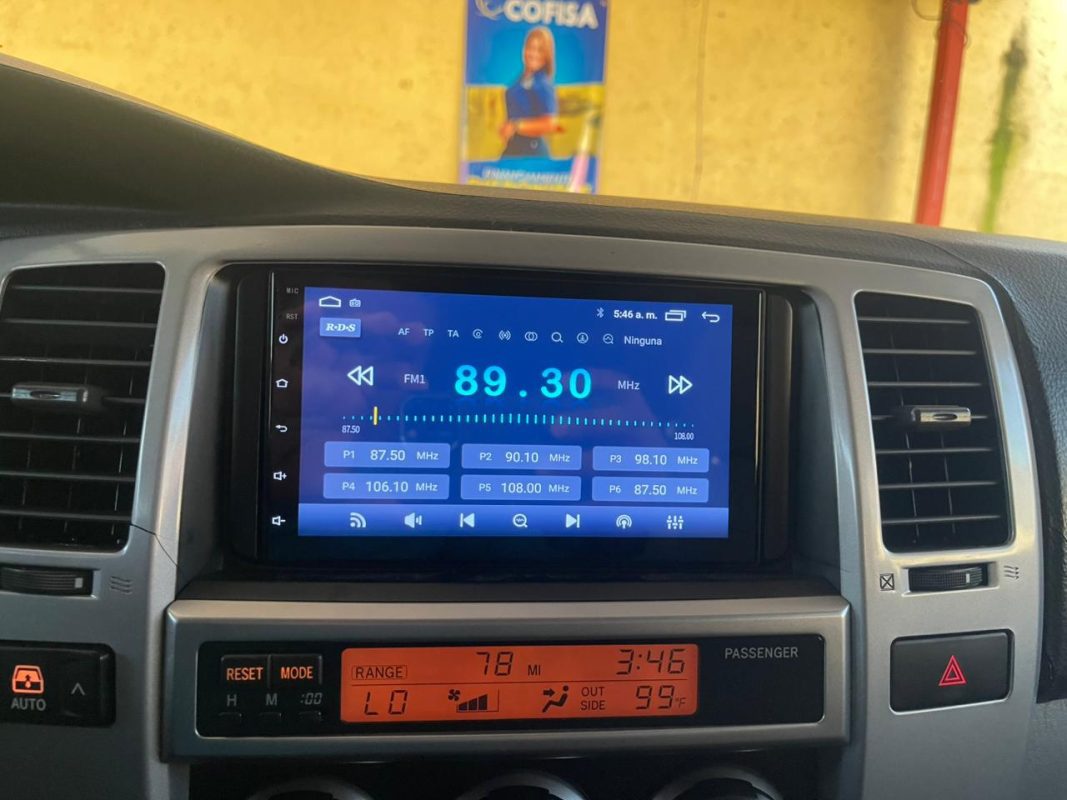 COFISA
MIC
RST
5:46 a. m.
R·D·S
AF TP TA Ninguna
FM1 89.30 MHz
87.50 108.00
P1 87.50 MHz P2 90.10 MHz P3 98.10 MHz
P4 106.10 MHz P5 108.00 MHz P6 87.50 MHz
RESET MODE
H M :00
RANGE 78 MI 3:46
LO OUT SIDE 99°F
PASSENGER
AUTO